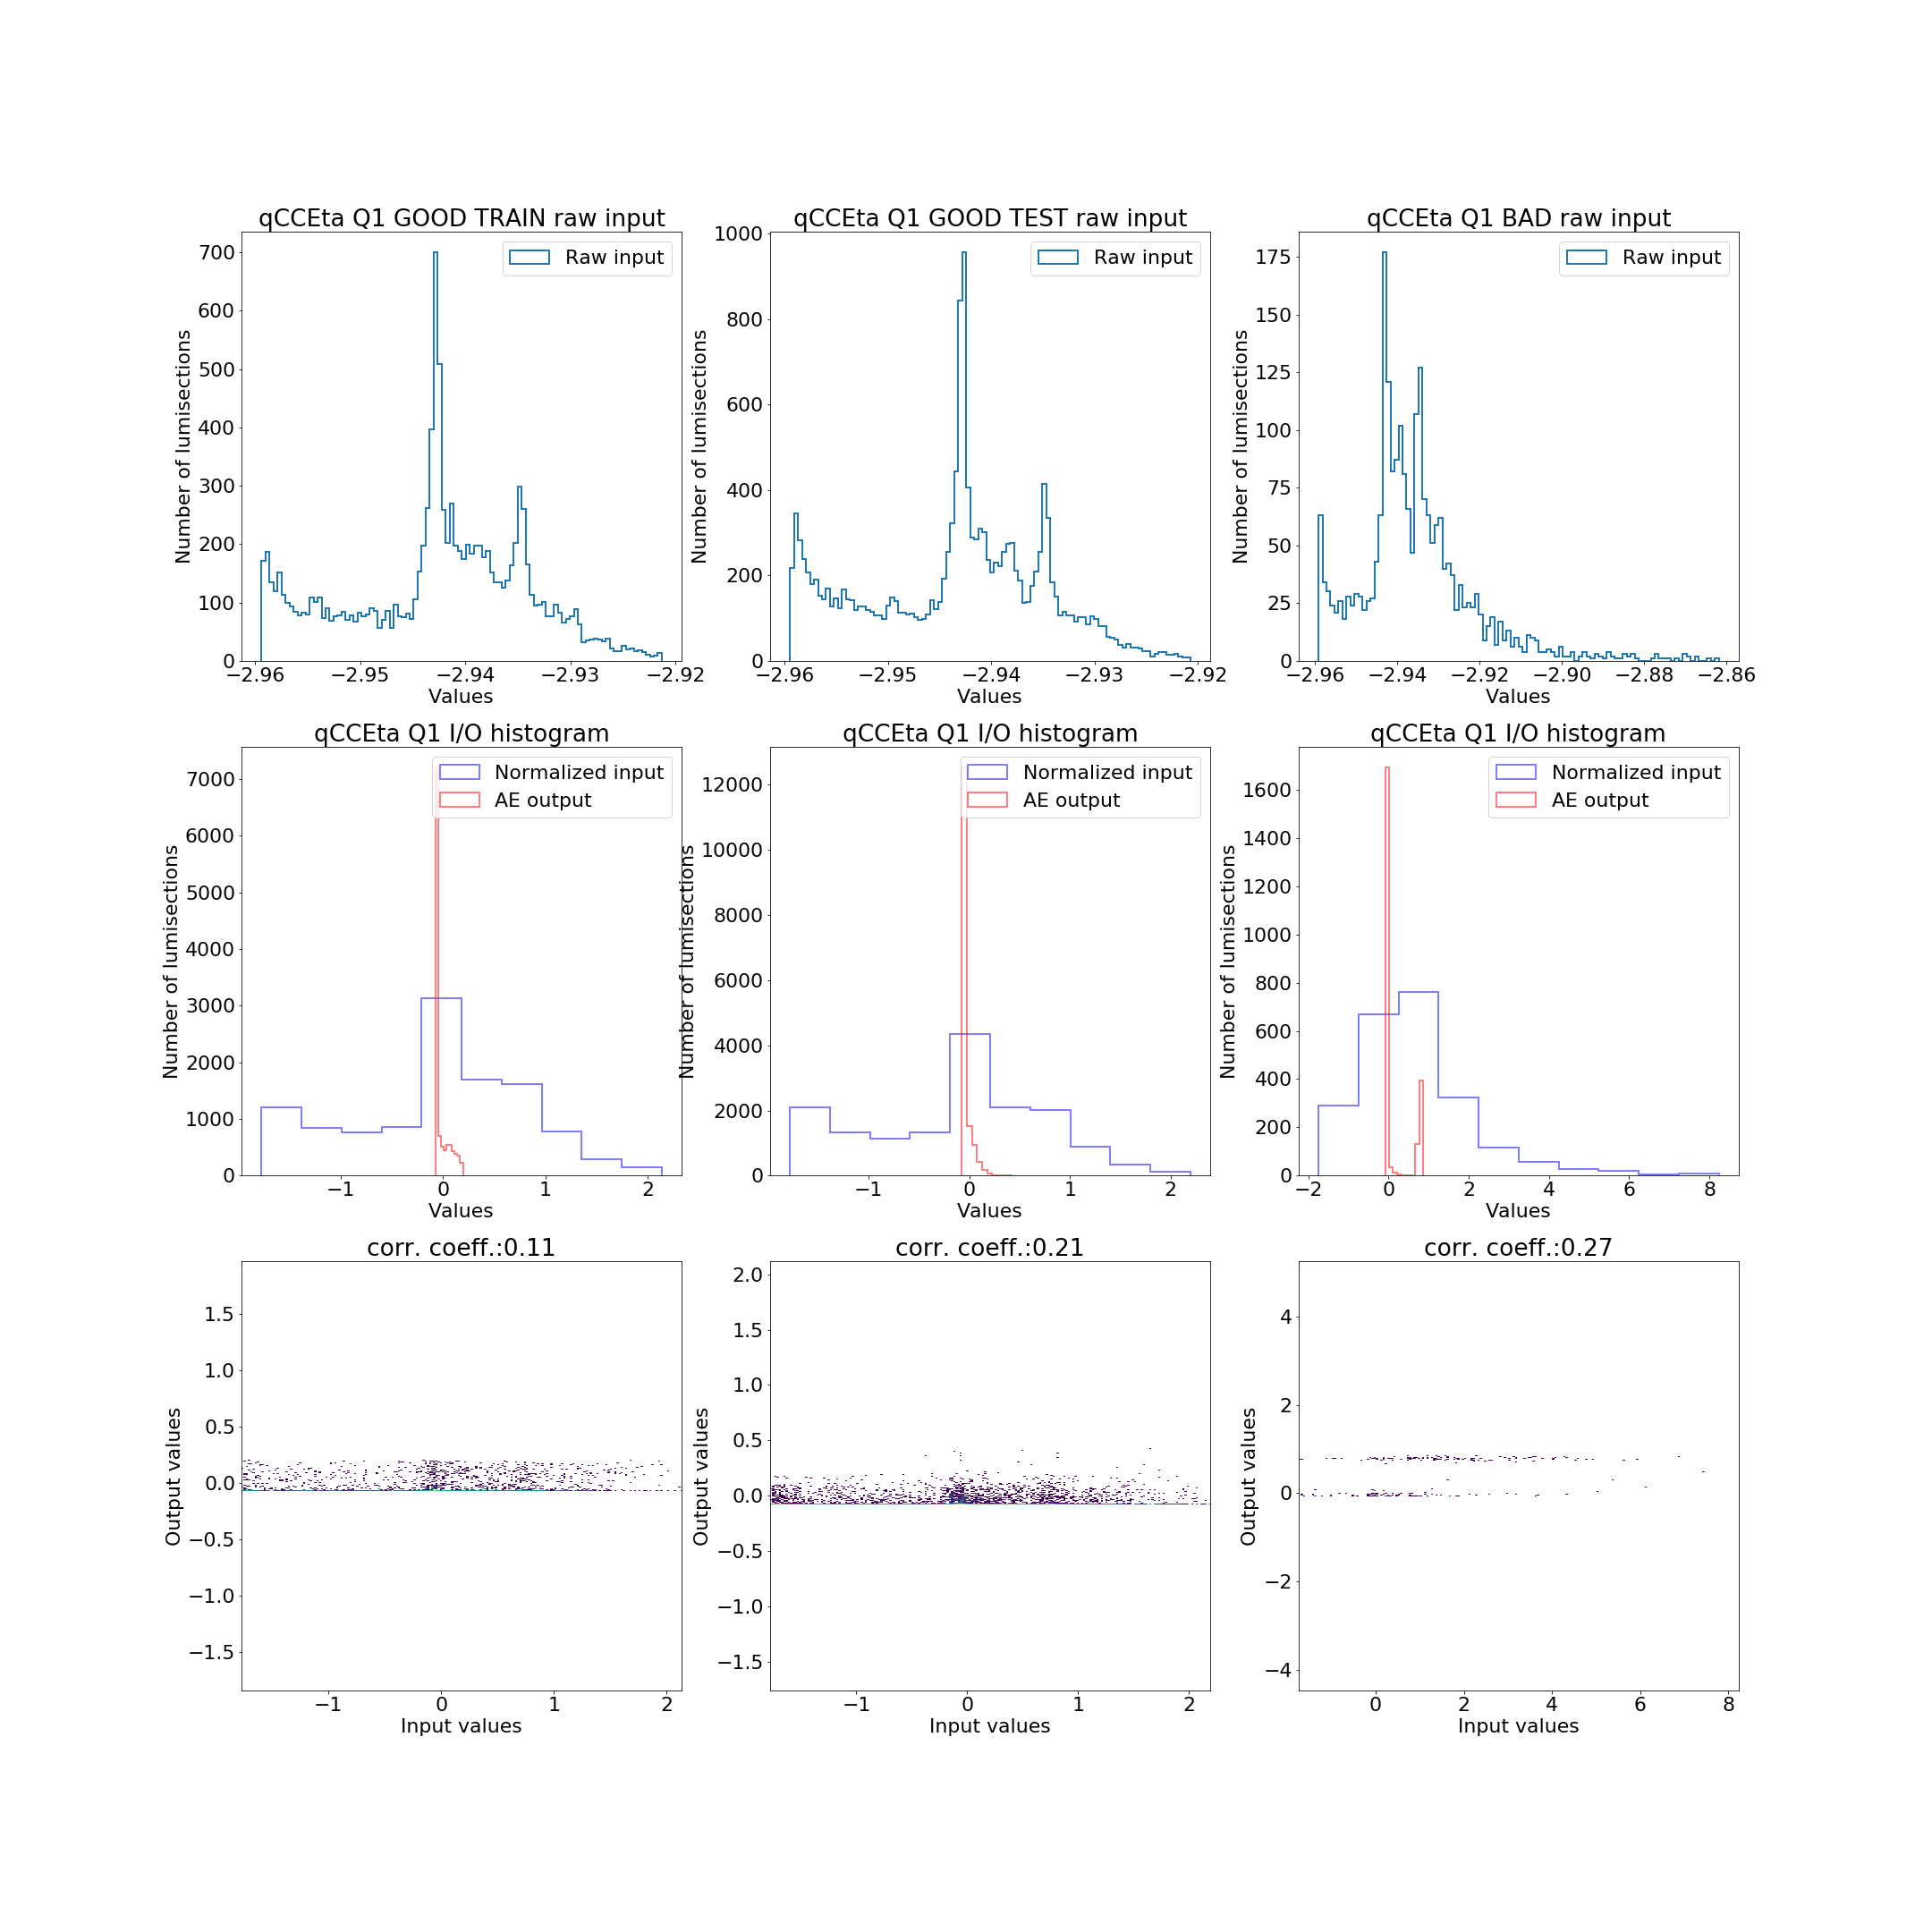 qCCEta Q1 GOOD TRAIN raw input
Raw input
Number of lumisections
700
600
500
400
300
200
100
0
−2.96 −2.95 −2.94 −2.93 −2.92
Values
qCCEta Q1 GOOD TEST raw input
Raw input
Number of lumisections
1000
800
600
400
200
0
−2.96 −2.95 −2.94 −2.93 −2.92
Values
qCCEta Q1 BAD raw input
Raw input
Number of lumisections
175
150
125
100
75
50
25
0
−2.96 −2.94 −2.92 −2.90 −2.88 −2.86
Values
qCCEta Q1 I/O histogram
Normalized input
AE output
Number of lumisections
7000
6000
5000
4000
3000
2000
1000
0
−1 0 1 2
Values
qCCEta Q1 I/O histogram
Normalized input
AE output
Number of lumisections
12000
10000
8000
6000
4000
2000
0
−1 0 1 2
Values
qCCEta Q1 I/O histogram
Normalized input
AE output
Number of lumisections
1600
1400
1200
1000
800
600
400
200
0
−2 0 2 4 6 8
Values
corr. coeff.:0.11
Output values
1.5
1.0
0.5
0.0
−0.5
−1.0
−1.5
−1 0 1 2
Input values
corr. coeff.:0.21
Output values
2.0
1.5
1.0
0.5
0.0
−0.5
−1.0
−1.5
−1 0 1 2
Input values
corr. coeff.:0.27
Output values
4
2
0
−2
−4
0 2 4 6 8
Input values